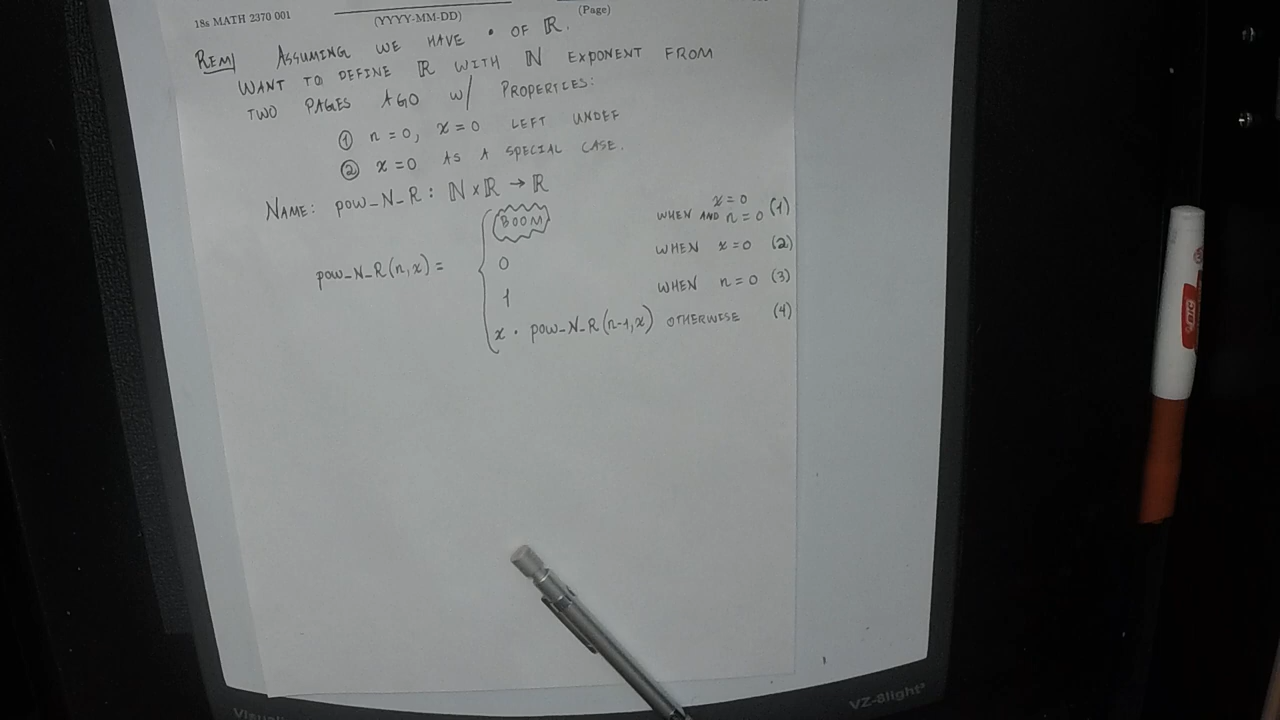 18s MATH 2370 001
(YYYY-MM-DD)
(Page)
REM| ASSUMING WE HAVE • OF ℝ.
WANT TO DEFINE ℝ WITH ℕ EXPONENT FROM
TWO PAGES AGO W/ PROPERTIES:
① n=0, x=0 LEFT UNDEF
② x=0 AS A SPECIAL CASE.
NAME: pow_N_R: ℕ×ℝ → ℝ
pow_N_R(n,x) =
BOOM WHEN x=0 AND n=0 (1)
0 WHEN x=0 (2)
1 WHEN n=0 (3)
x • pow_N_R(n-1,x) OTHERWISE (4)
BIC
VZ-8light³